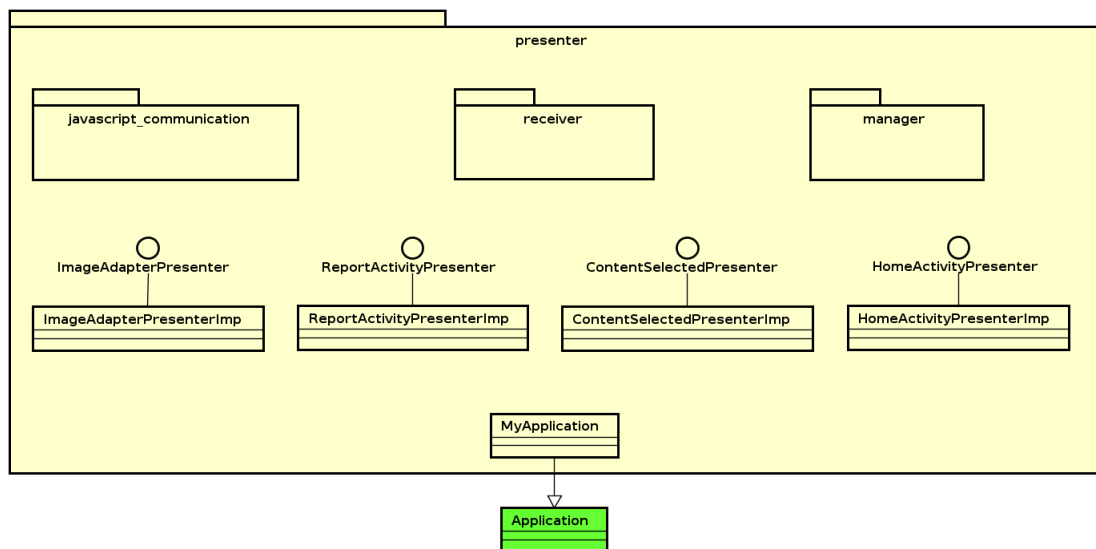 presenter
javascript_communication
receiver
manager
ImageAdapterPresenter
ReportActivityPresenter
ContentSelectedPresenter
HomeActivityPresenter
ImageAdapterPresenterImp
ReportActivityPresenterImp
ContentSelectedPresenterImp
HomeActivityPresenterImp
MyApplication
Application